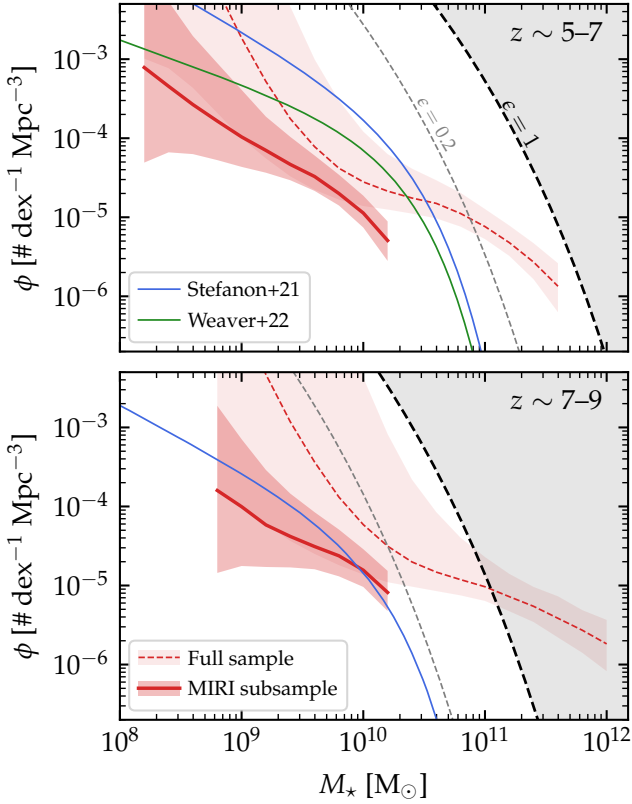 z ∼ 5–7
10⁻³
10⁻⁴
10⁻⁵
10⁻⁶
ϕ [# dex⁻¹ Mpc⁻³]
ϵ = 0.2
ϵ = 1
Stefanon+21
Weaver+22
z ∼ 7–9
10⁻³
10⁻⁴
10⁻⁵
10⁻⁶
ϕ [# dex⁻¹ Mpc⁻³]
Full sample
MIRI subsample
10⁸ 10⁹ 10¹⁰ 10¹¹ 10¹²
M⋆ [M⊙]